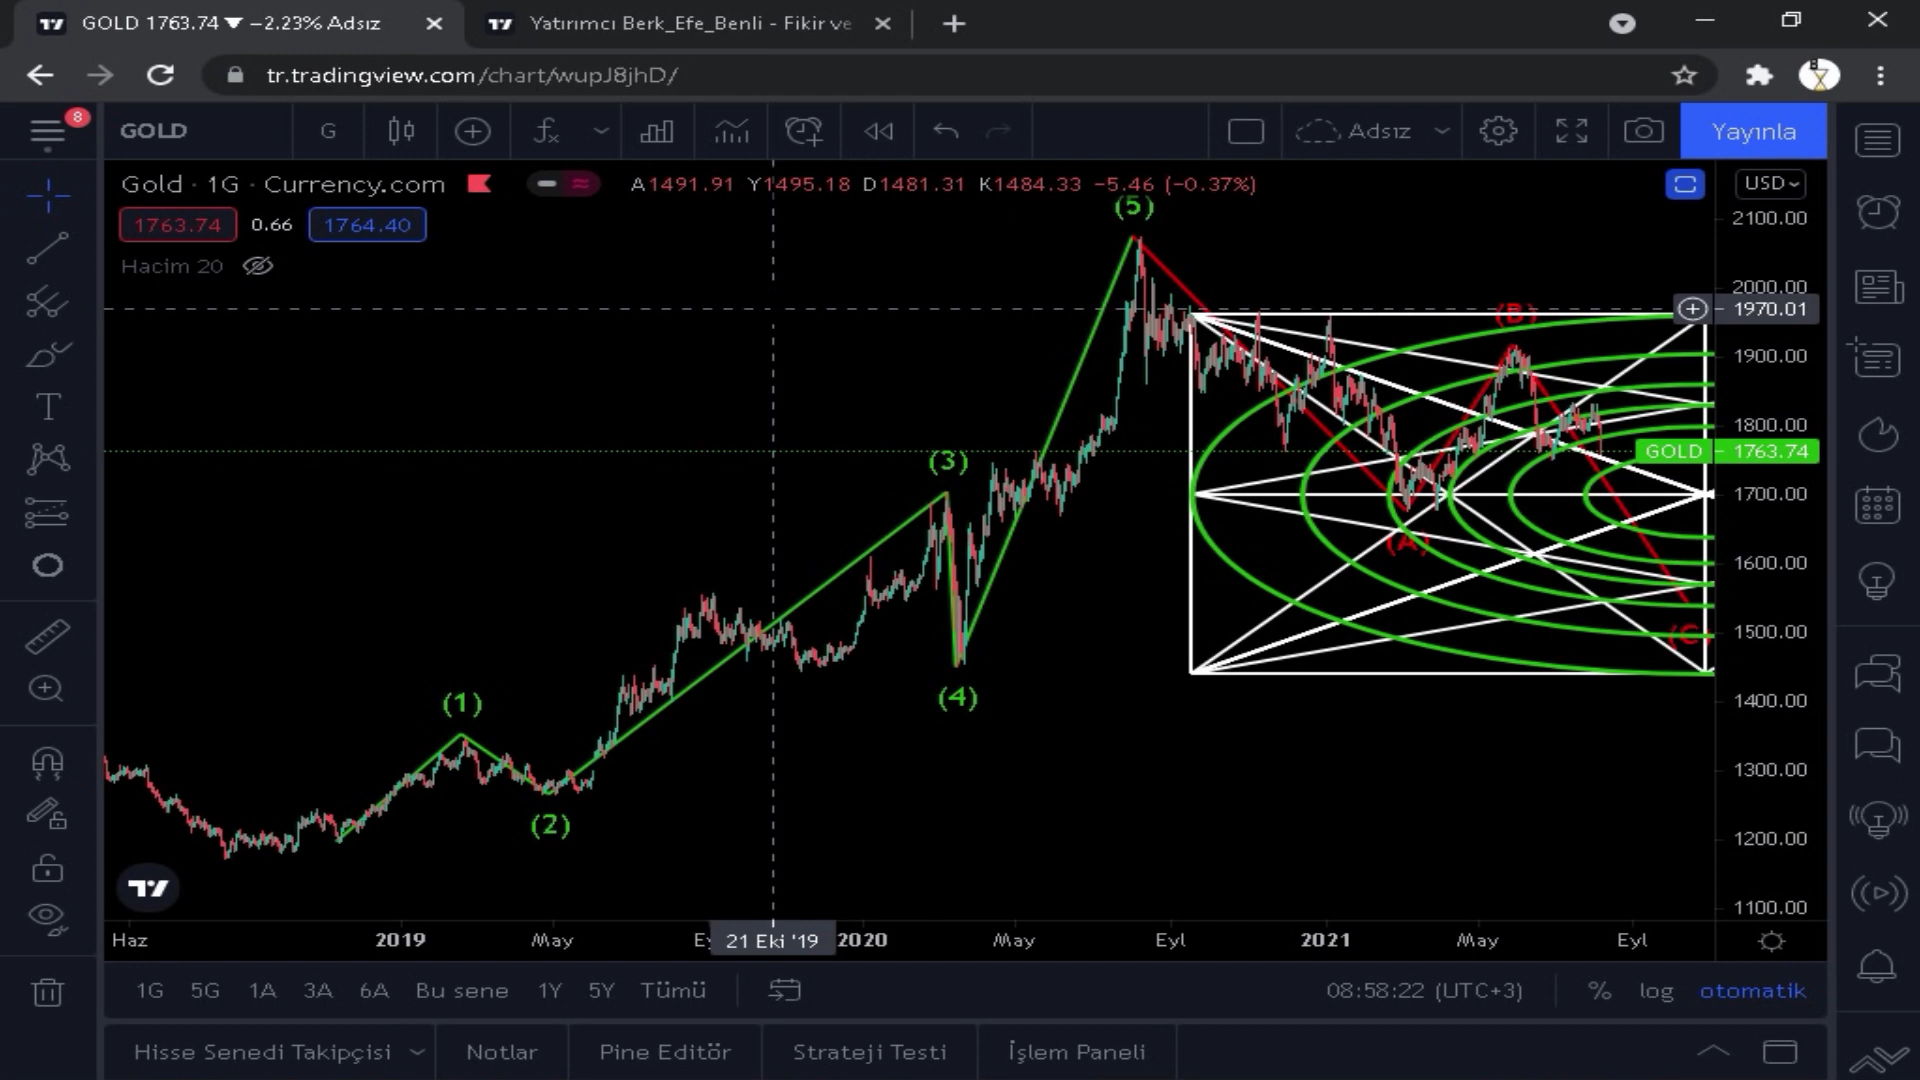 GOLD 1763.74 ▼ −2.23% Adsız
Yatırımcı Berk_Efe_Benli - Fikir ve
tr.tradingview.com/chart/wupJ8jhD/
8
GOLD
G
Adsız
Yayınla
Gold · 1G · Currency.com
A1491.91 Y1495.18 D1481.31 K1484.33 −5.46 (−0.37%)
USD
1763.74
0.66
1764.40
Hacim 20
(5)
(3)
(4)
(1)
(2)
(B)
(A)
(C)
2100.00
2000.00
1970.01
1900.00
1800.00
GOLD
1763.74
1700.00
1600.00
1500.00
1400.00
1300.00
1200.00
1100.00
Haz
2019
May
21 Eki '19
2020
May
Eyl
2021
May
Eyl
1G 5G 1A 3A 6A Bu sene 1Y 5Y Tümü
08:58:22 (UTC+3)
% log otomatik
Hisse Senedi Takipçisi
Notlar
Pine Editör
Strateji Testi
İşlem Paneli